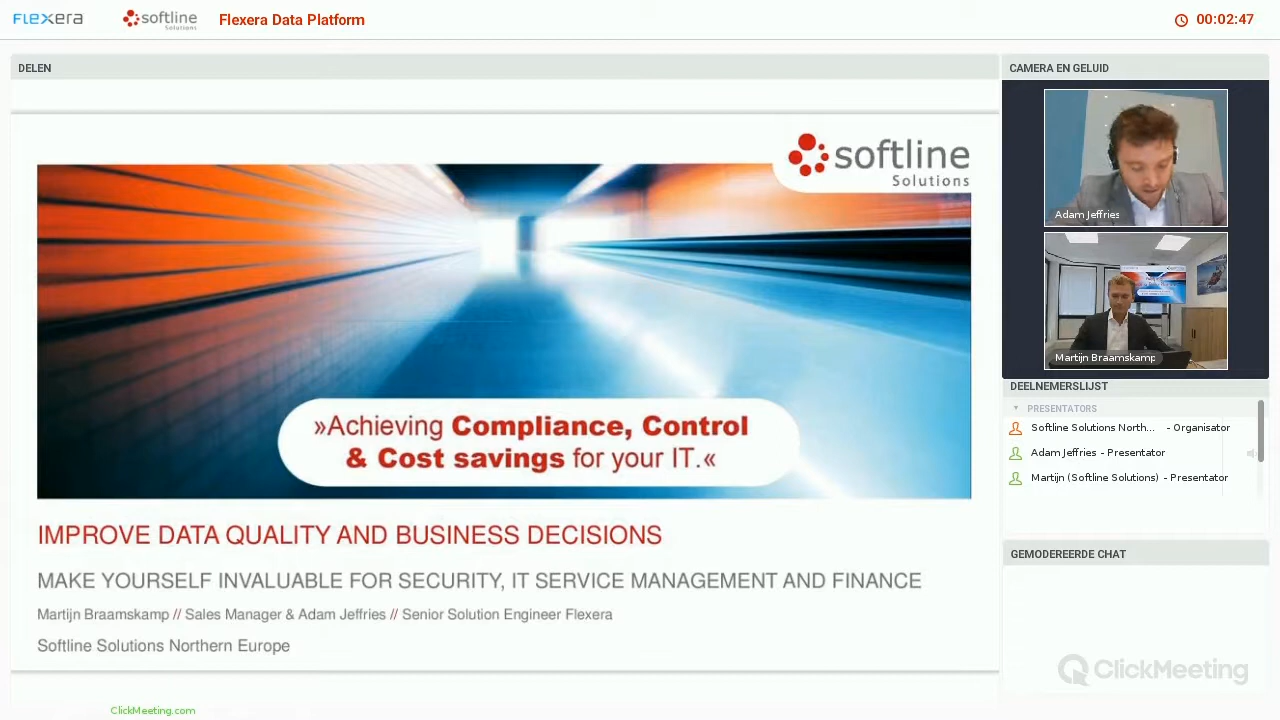 FLEXERA
softline
Solutions
Flexera Data Platform
00:02:47
DELEN
softline
Solutions
»Achieving Compliance, Control
& Cost savings for your IT.«
IMPROVE DATA QUALITY AND BUSINESS DECISIONS
MAKE YOURSELF INVALUABLE FOR SECURITY, IT SERVICE MANAGEMENT AND FINANCE
Martijn Braamskamp // Sales Manager & Adam Jeffries // Senior Solution Engineer Flexera
Softline Solutions Northern Europe
ClickMeeting.com
CAMERA EN GELUID
Adam Jeffries
Martijn Braamskamp
DEELNEMERSLIJST
PRESENTATORS
Softline Solutions North... - Organisator
Adam Jeffries - Presentator
Martijn (Softline Solutions) - Presentator
GEMODEREERDE CHAT
ClickMeeting